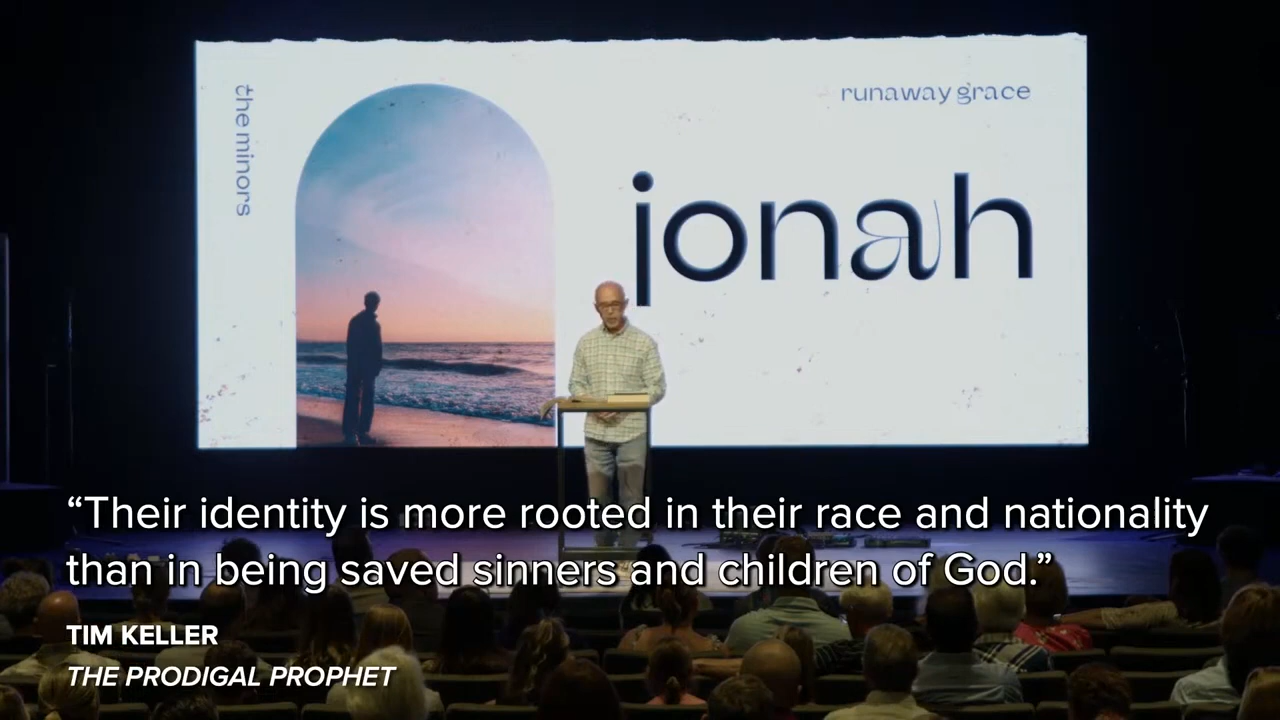 the minors
runaway grace
jonah
“Their identity is more rooted in their race and nationality
than in being saved sinners and children of God.”
TIM KELLER
THE PRODIGAL PROPHET